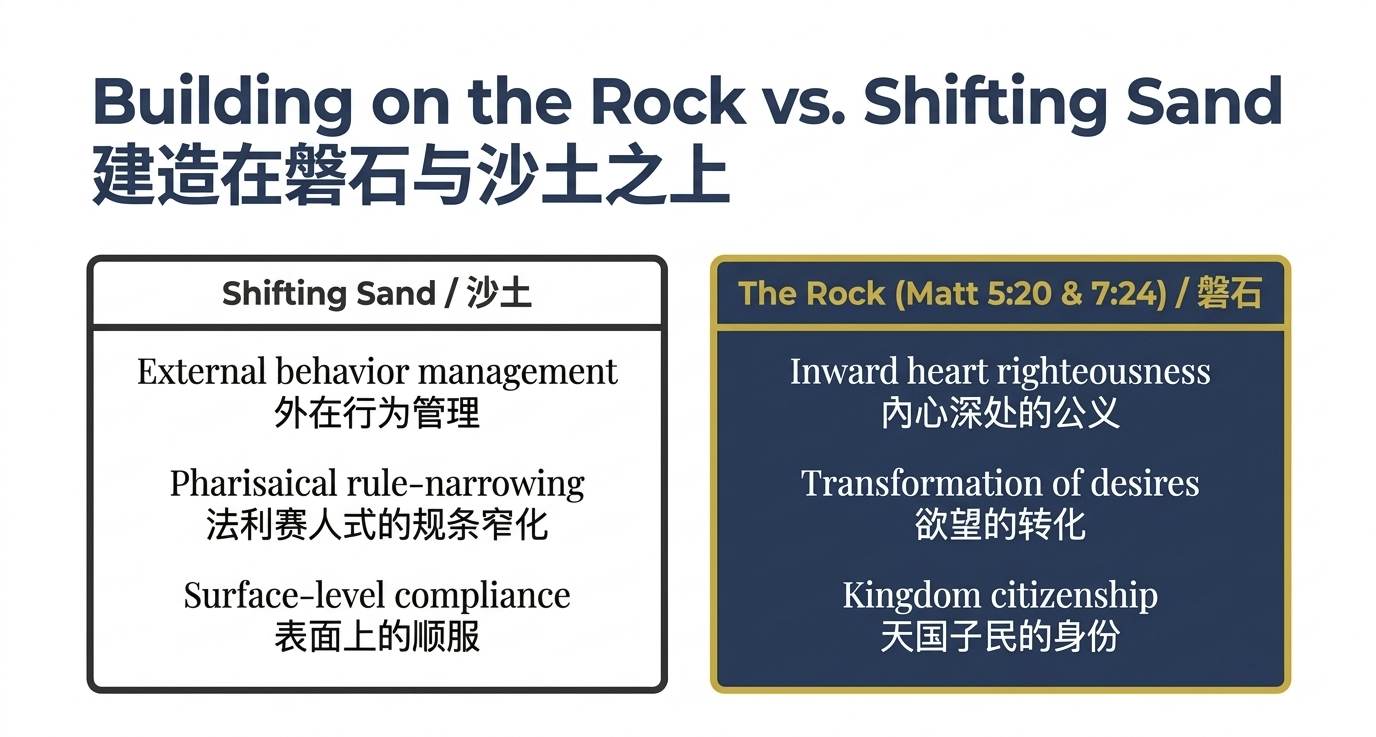 Building on the Rock vs. Shifting Sand
建造在磐石与沙土之上
Shifting Sand / 沙土
External behavior management
外在行为管理
Pharisaical rule-narrowing
法利赛人式的规条窄化
Surface-level compliance
表面上的顺服
The Rock (Matt 5:20 & 7:24) / 磐石
Inward heart righteousness
內心深处的公义
Transformation of desires
欲望的转化
Kingdom citizenship
天国子民的身份